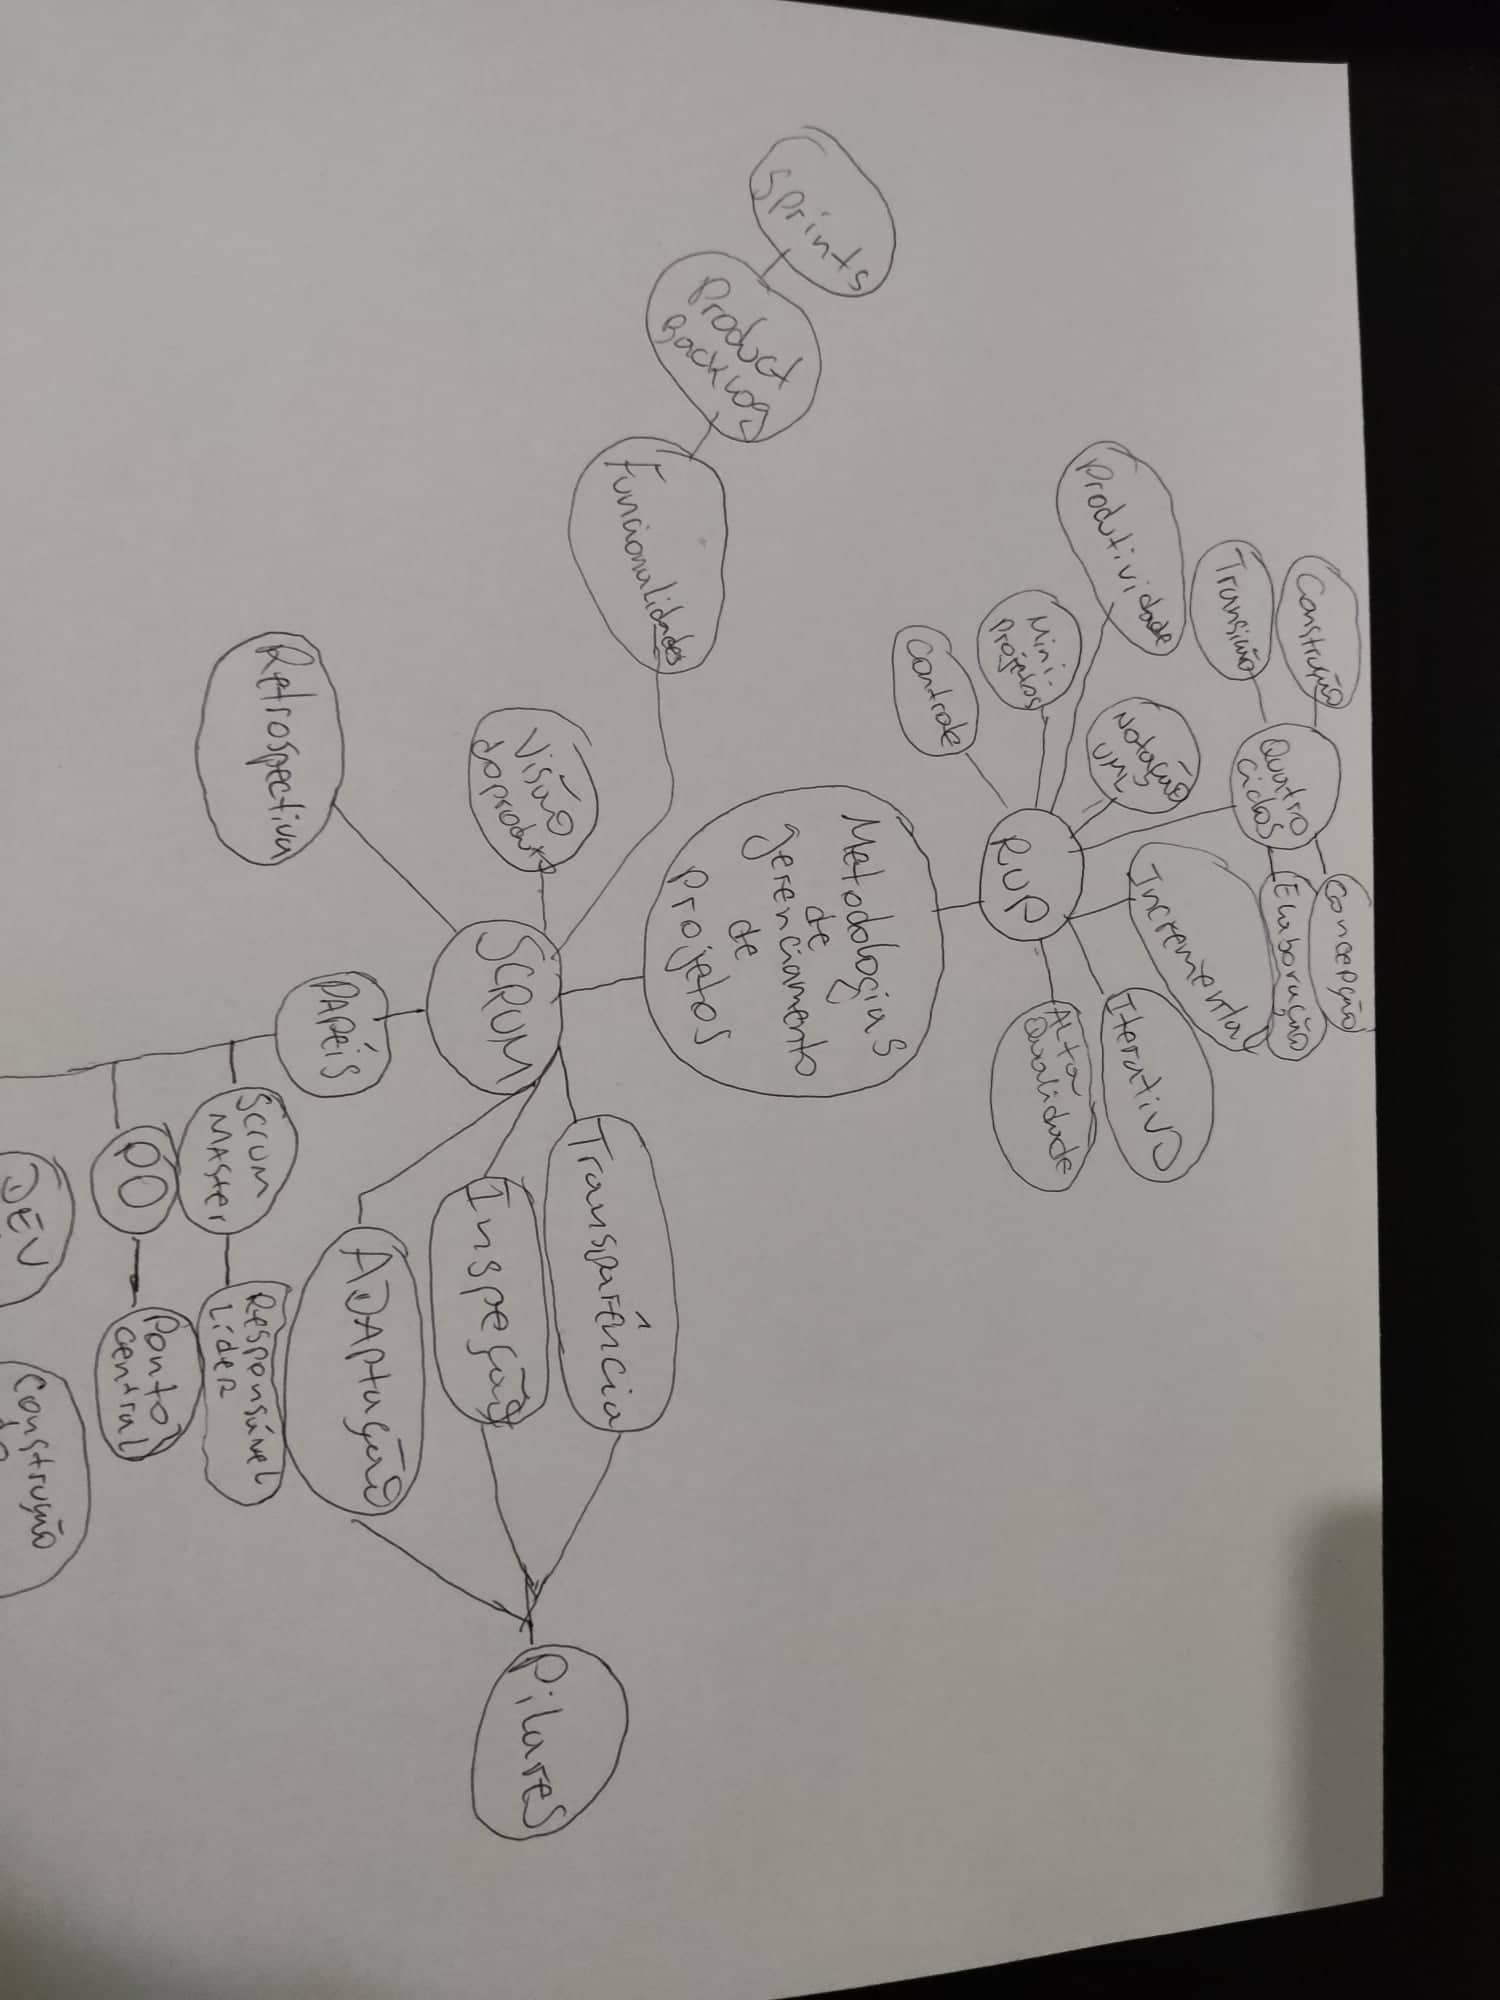 Construção
Concepção
Transição
Quatro
Ciclos
Elaboração
Produtividade
Notação
UML
Incremental
Iterativo
Mini-
Projetos
Controle
RUP
Alta
Qualidade
Metodologias
de
gerenciamento
de
Projetos
Sprints
Product
Backlog
Funcionalidades
Visão
do produto
Retrospectiva
SCRUM
Transparência
Inspeção
ADAptação
Pilares
PAPéis
Scrum
MASter
Responsável
LídeR
PO
Ponto
central
DEV
Construção